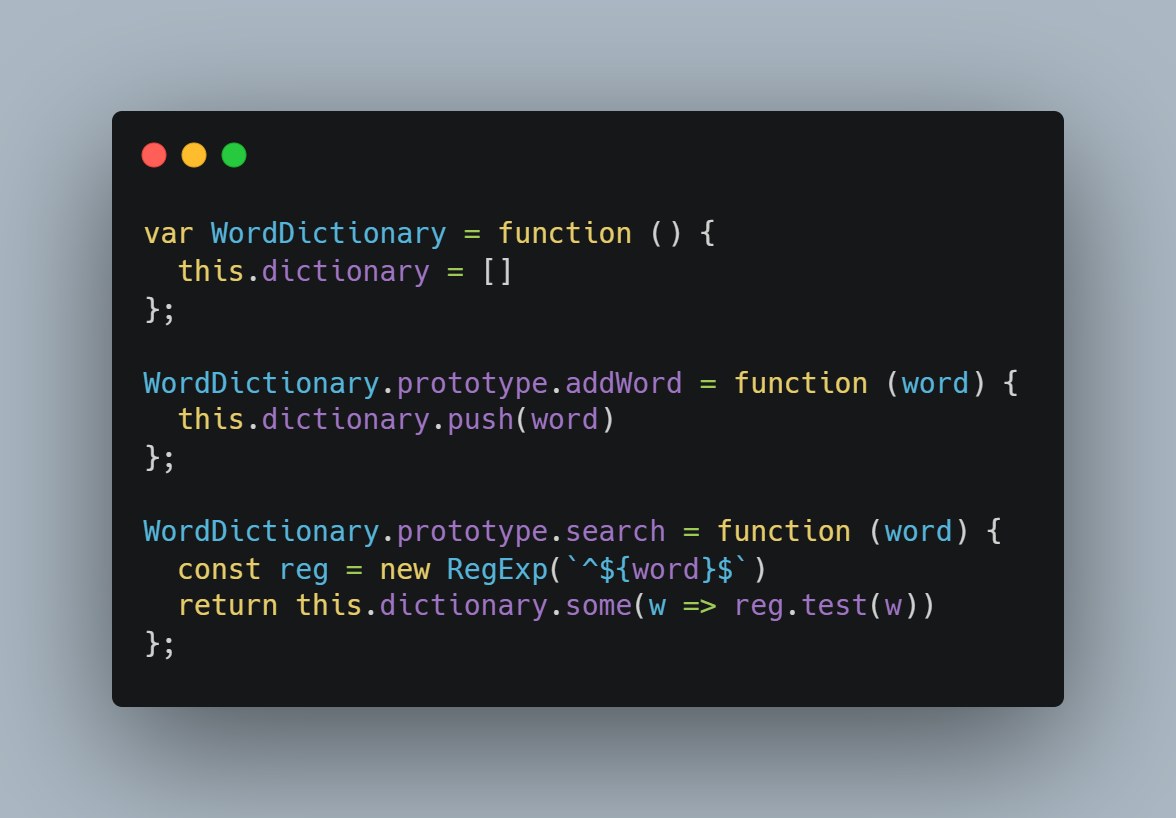 var WordDictionary = function () {
  this.dictionary = []
};

WordDictionary.prototype.addWord = function (word) {
  this.dictionary.push(word)
};

WordDictionary.prototype.search = function (word) {
  const reg = new RegExp(`^${word}$`)
  return this.dictionary.some(w => reg.test(w))
};